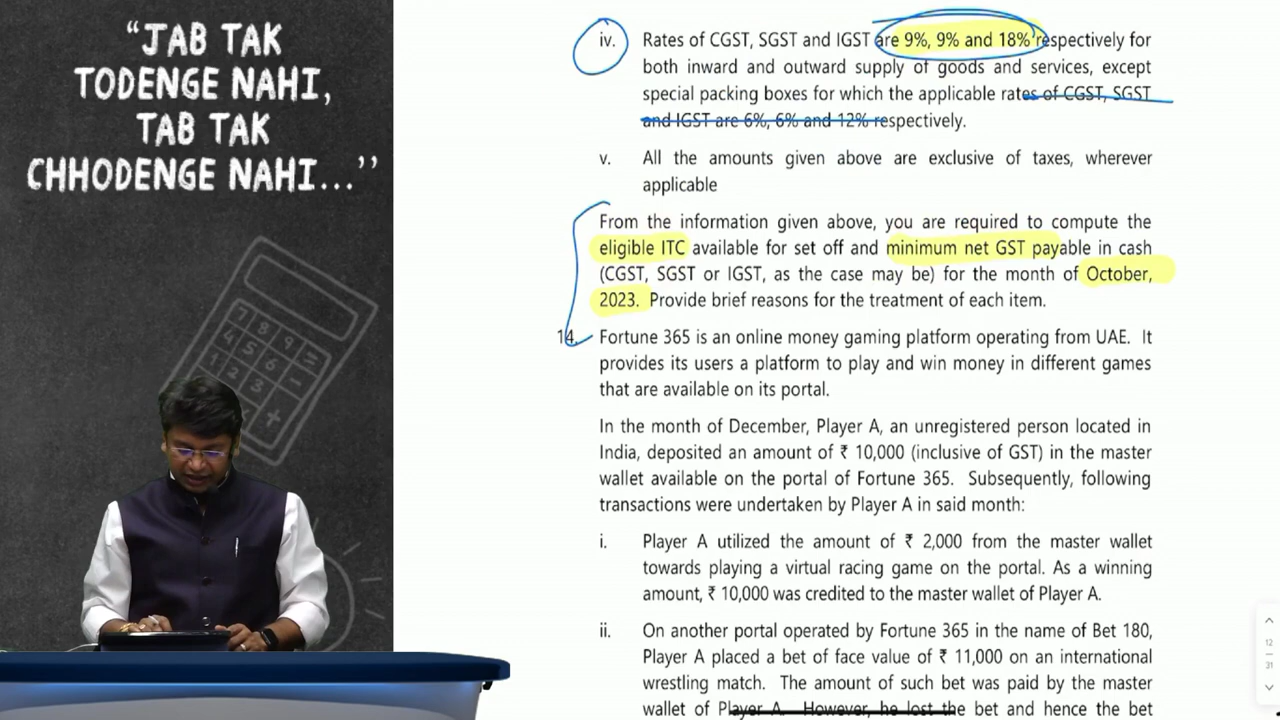 “JAB TAK
TODENGE NAHI,
TAB TAK
CHHODENGE NAHI...’’
7 8 9 =
4 5 6 -
1 2 3 +
iv. Rates of CGST, SGST and IGST are 9%, 9% and 18% respectively for
both inward and outward supply of goods and services, except
special packing boxes for which the applicable rates of CGST, SGST
and IGST are 6%, 6% and 12% respectively.
v. All the amounts given above are exclusive of taxes, wherever
applicable
From the information given above, you are required to compute the
eligible ITC available for set off and minimum net GST payable in cash
(CGST, SGST or IGST, as the case may be) for the month of October,
2023. Provide brief reasons for the treatment of each item.
14. Fortune 365 is an online money gaming platform operating from UAE. It
provides its users a platform to play and win money in different games
that are available on its portal.
In the month of December, Player A, an unregistered person located in
India, deposited an amount of ₹ 10,000 (inclusive of GST) in the master
wallet available on the portal of Fortune 365. Subsequently, following
transactions were undertaken by Player A in said month:
i. Player A utilized the amount of ₹ 2,000 from the master wallet
towards playing a virtual racing game on the portal. As a winning
amount, ₹ 10,000 was credited to the master wallet of Player A.
ii. On another portal operated by Fortune 365 in the name of Bet 180,
Player A placed a bet of face value of ₹ 11,000 on an international
wrestling match. The amount of such bet was paid by the master
wallet of Player A. However, he lost the bet and hence the bet
12
31